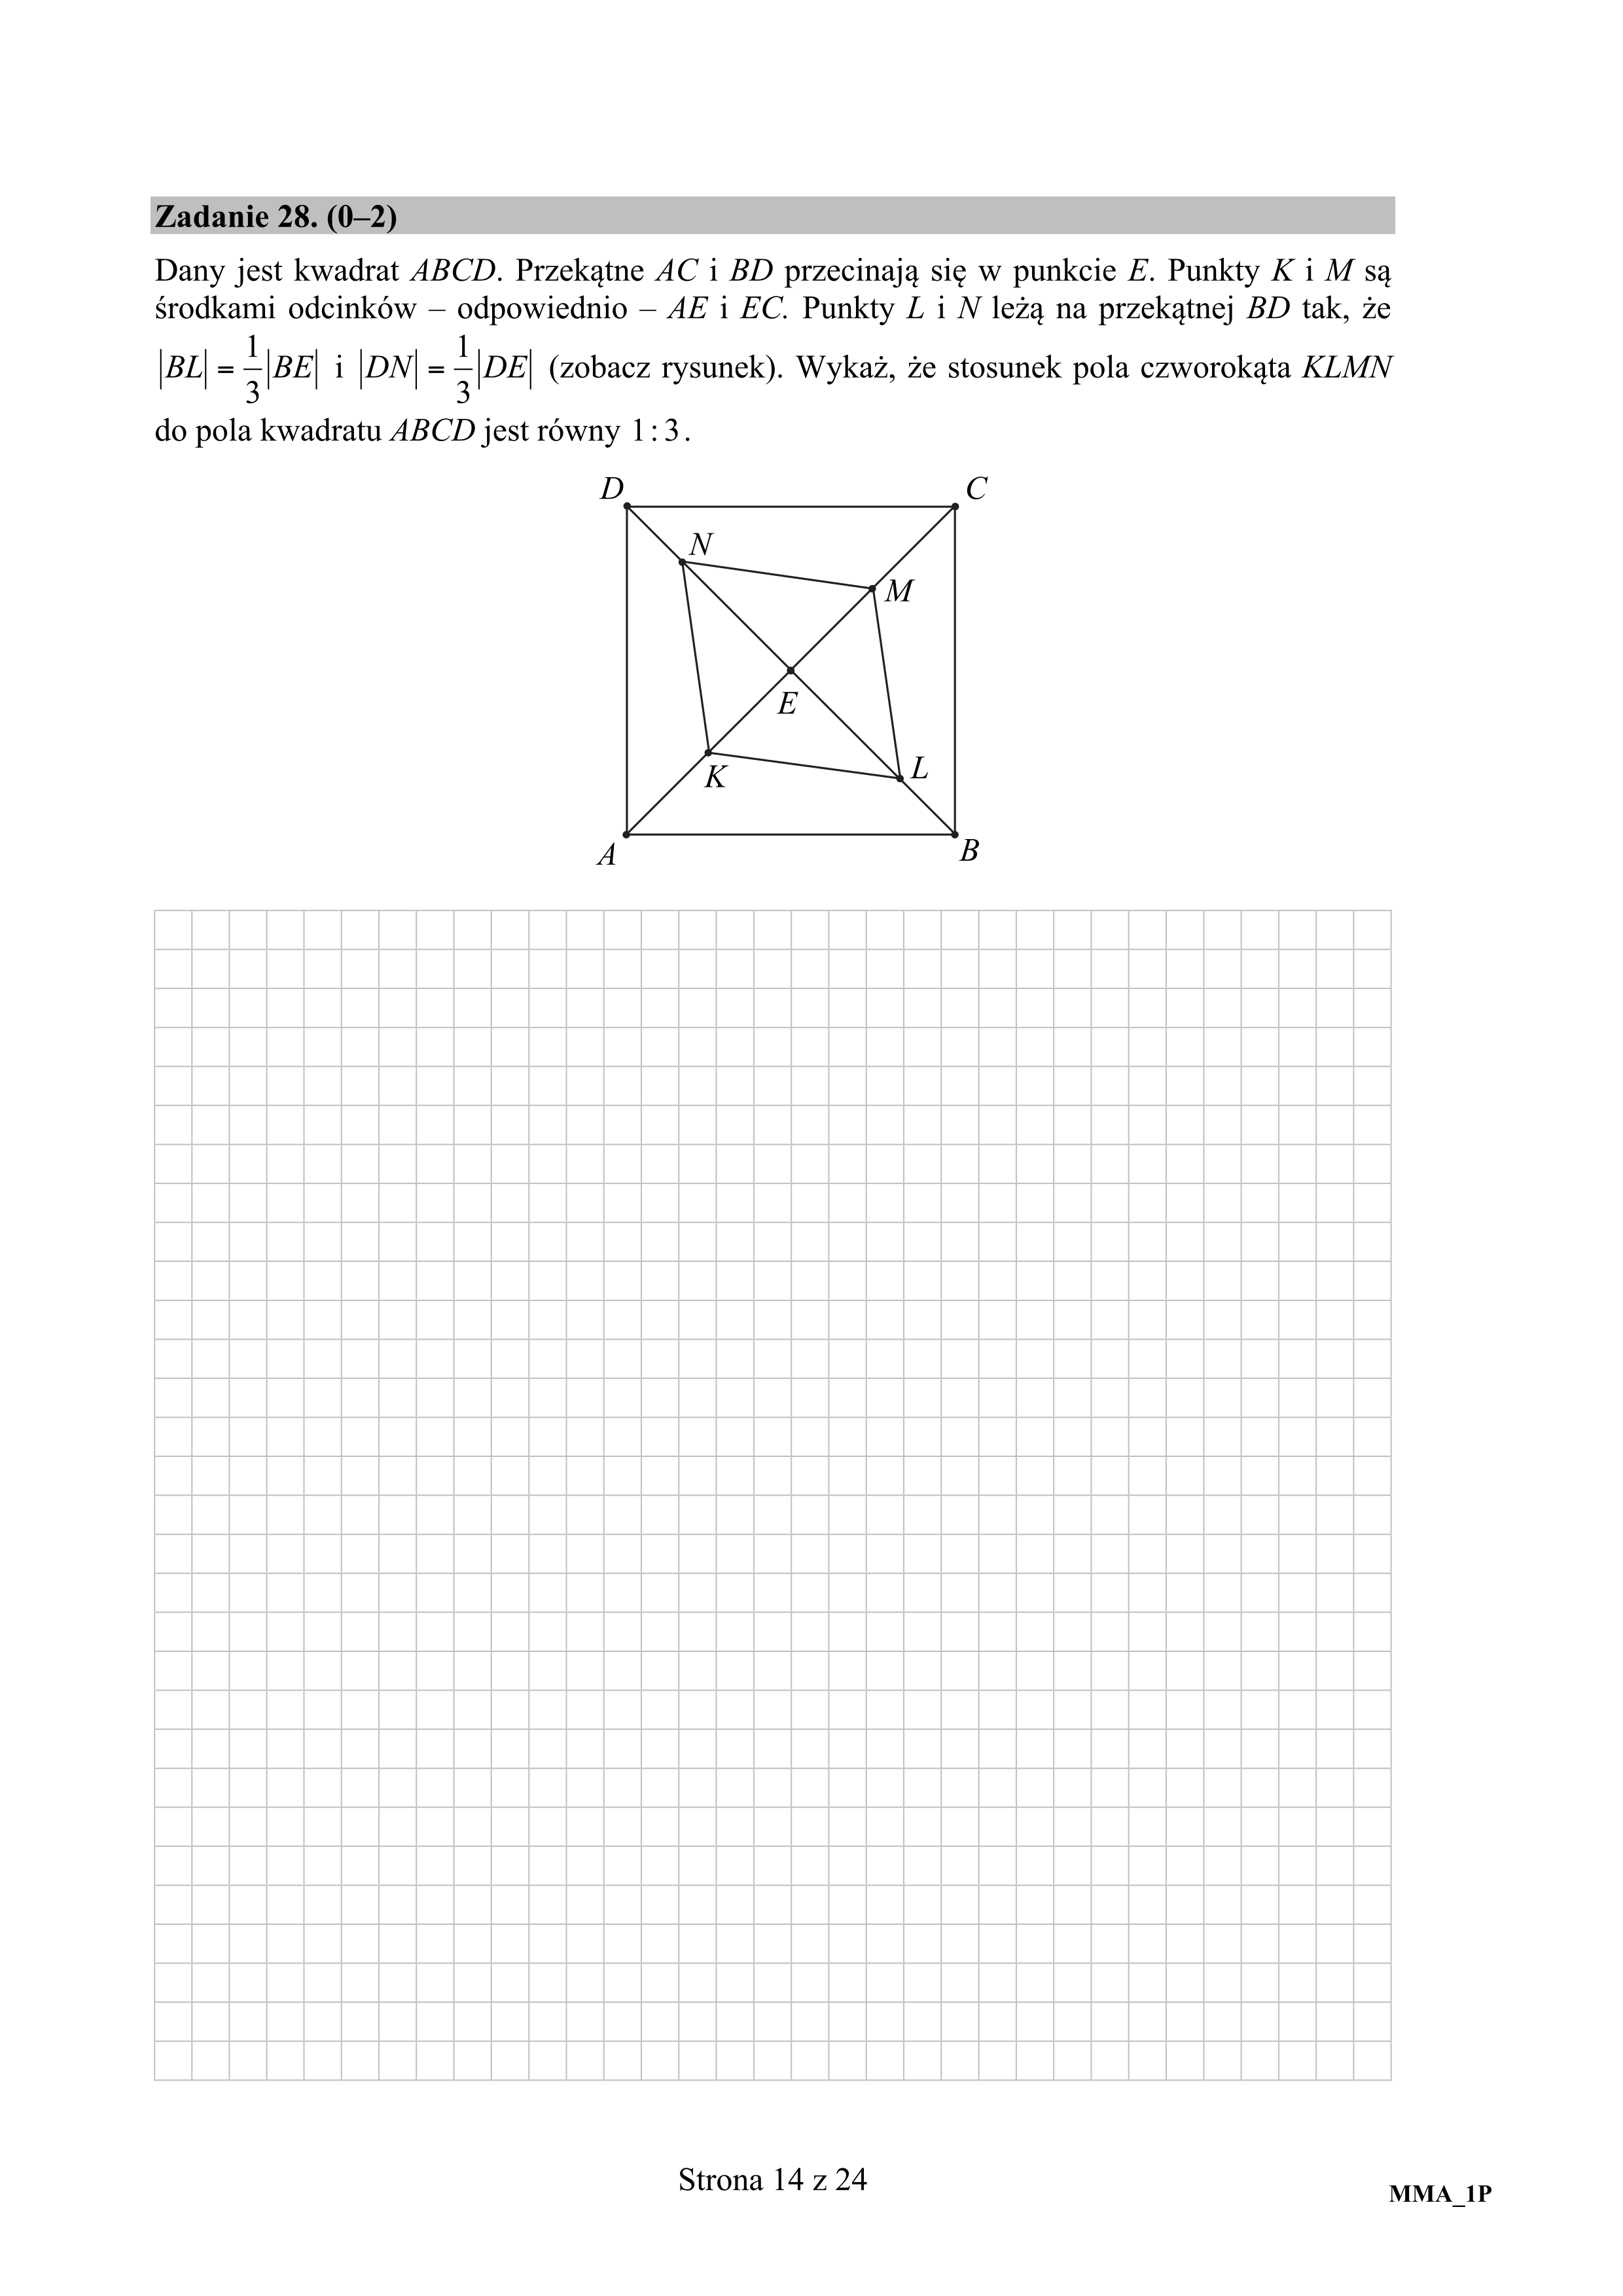 Zadanie 28. (0–2)
Dany jest kwadrat ABCD. Przekątne AC i BD przecinają się w punkcie E. Punkty K i M są
środkami odcinków – odpowiednio – AE i EC. Punkty L i N leżą na przekątnej BD tak, że
|BL| = 1/3 |BE| i |DN| = 1/3 |DE| (zobacz rysunek). Wykaż, że stosunek pola czworokąta KLMN
do pola kwadratu ABCD jest równy 1 : 3.
D C
N
M
E
K L
A B
Strona 14 z 24
MMA_1P